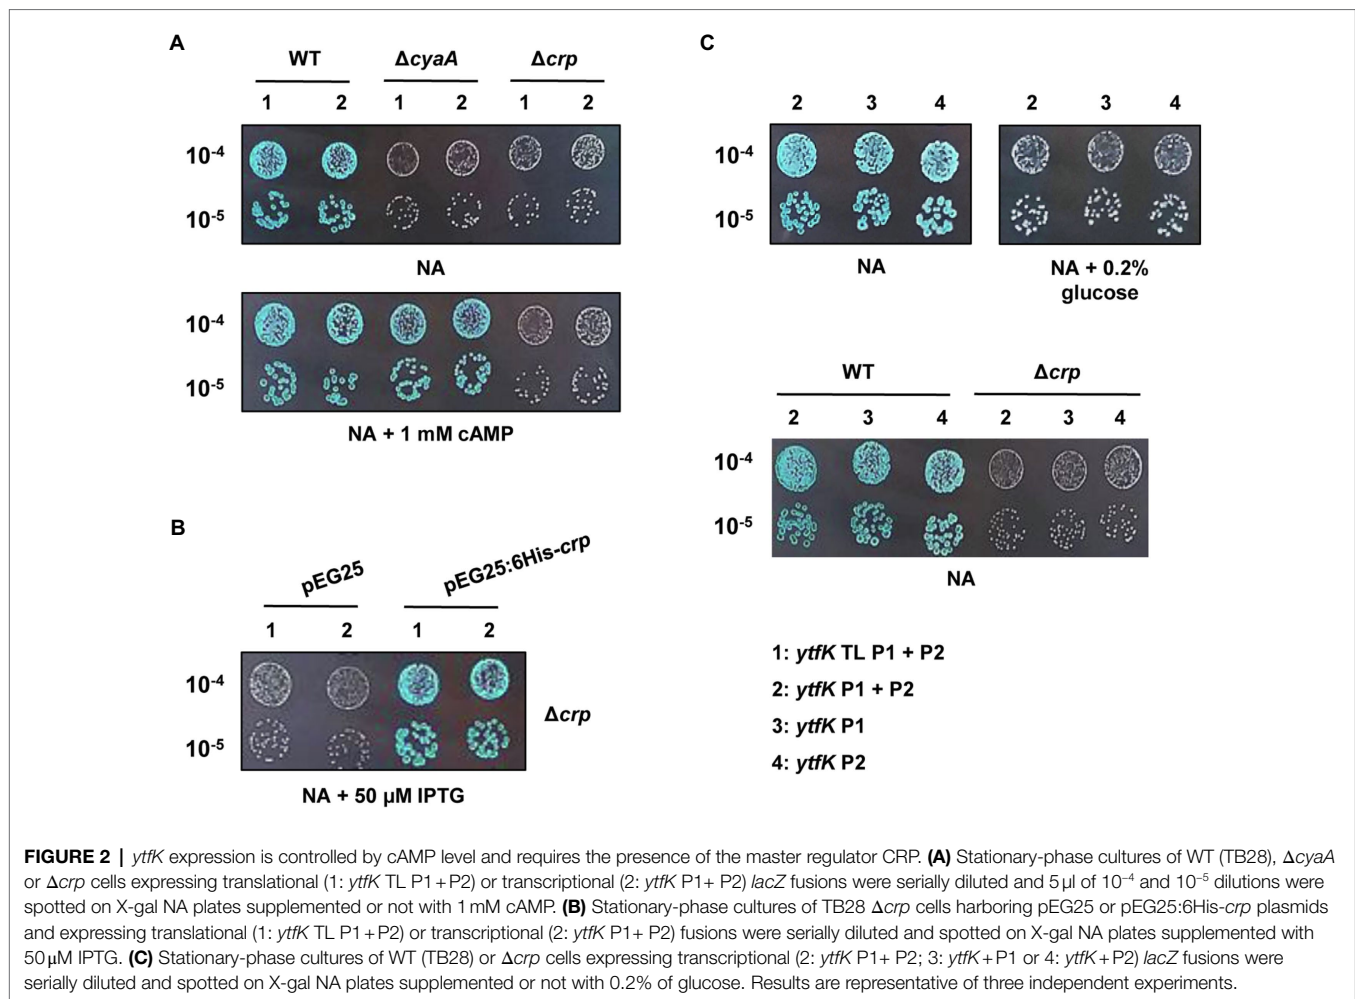 A
WT ΔcyaA Δcrp
1 2 1 2 1 2
10-4
10-5
NA
10-4
10-5
NA + 1 mM cAMP
B
pEG25 pEG25:6His-crp
1 2 1 2
10-4
10-5
Δcrp
NA + 50 µM IPTG
C
2 3 4 2 3 4
10-4
10-5
NA
NA + 0.2%
glucose
WT Δcrp
2 3 4 2 3 4
10-4
10-5
NA
1: ytfK TL P1 + P2
2: ytfK P1 + P2
3: ytfK P1
4: ytfK P2
FIGURE 2 | ytfK expression is controlled by cAMP level and requires the presence of the master regulator CRP. (A) Stationary-phase cultures of WT (TB28), ΔcyaA
or Δcrp cells expressing translational (1: ytfK TL P1+P2) or transcriptional (2: ytfK P1+ P2) lacZ fusions were serially diluted and 5 µl of 10−4 and 10−5 dilutions were
spotted on X-gal NA plates supplemented or not with 1 mM cAMP. (B) Stationary-phase cultures of TB28 Δcrp cells harboring pEG25 or pEG25:6His-crp plasmids
and expressing translational (1: ytfK TL P1+P2) or transcriptional (2: ytfK P1+ P2) fusions were serially diluted and spotted on X-gal NA plates supplemented with
50 µM IPTG. (C) Stationary-phase cultures of WT (TB28) or Δcrp cells expressing transcriptional (2: ytfK P1+ P2; 3: ytfK+P1 or 4: ytfK+P2) lacZ fusions were
serially diluted and spotted on X-gal NA plates supplemented or not with 0.2% of glucose. Results are representative of three independent experiments.